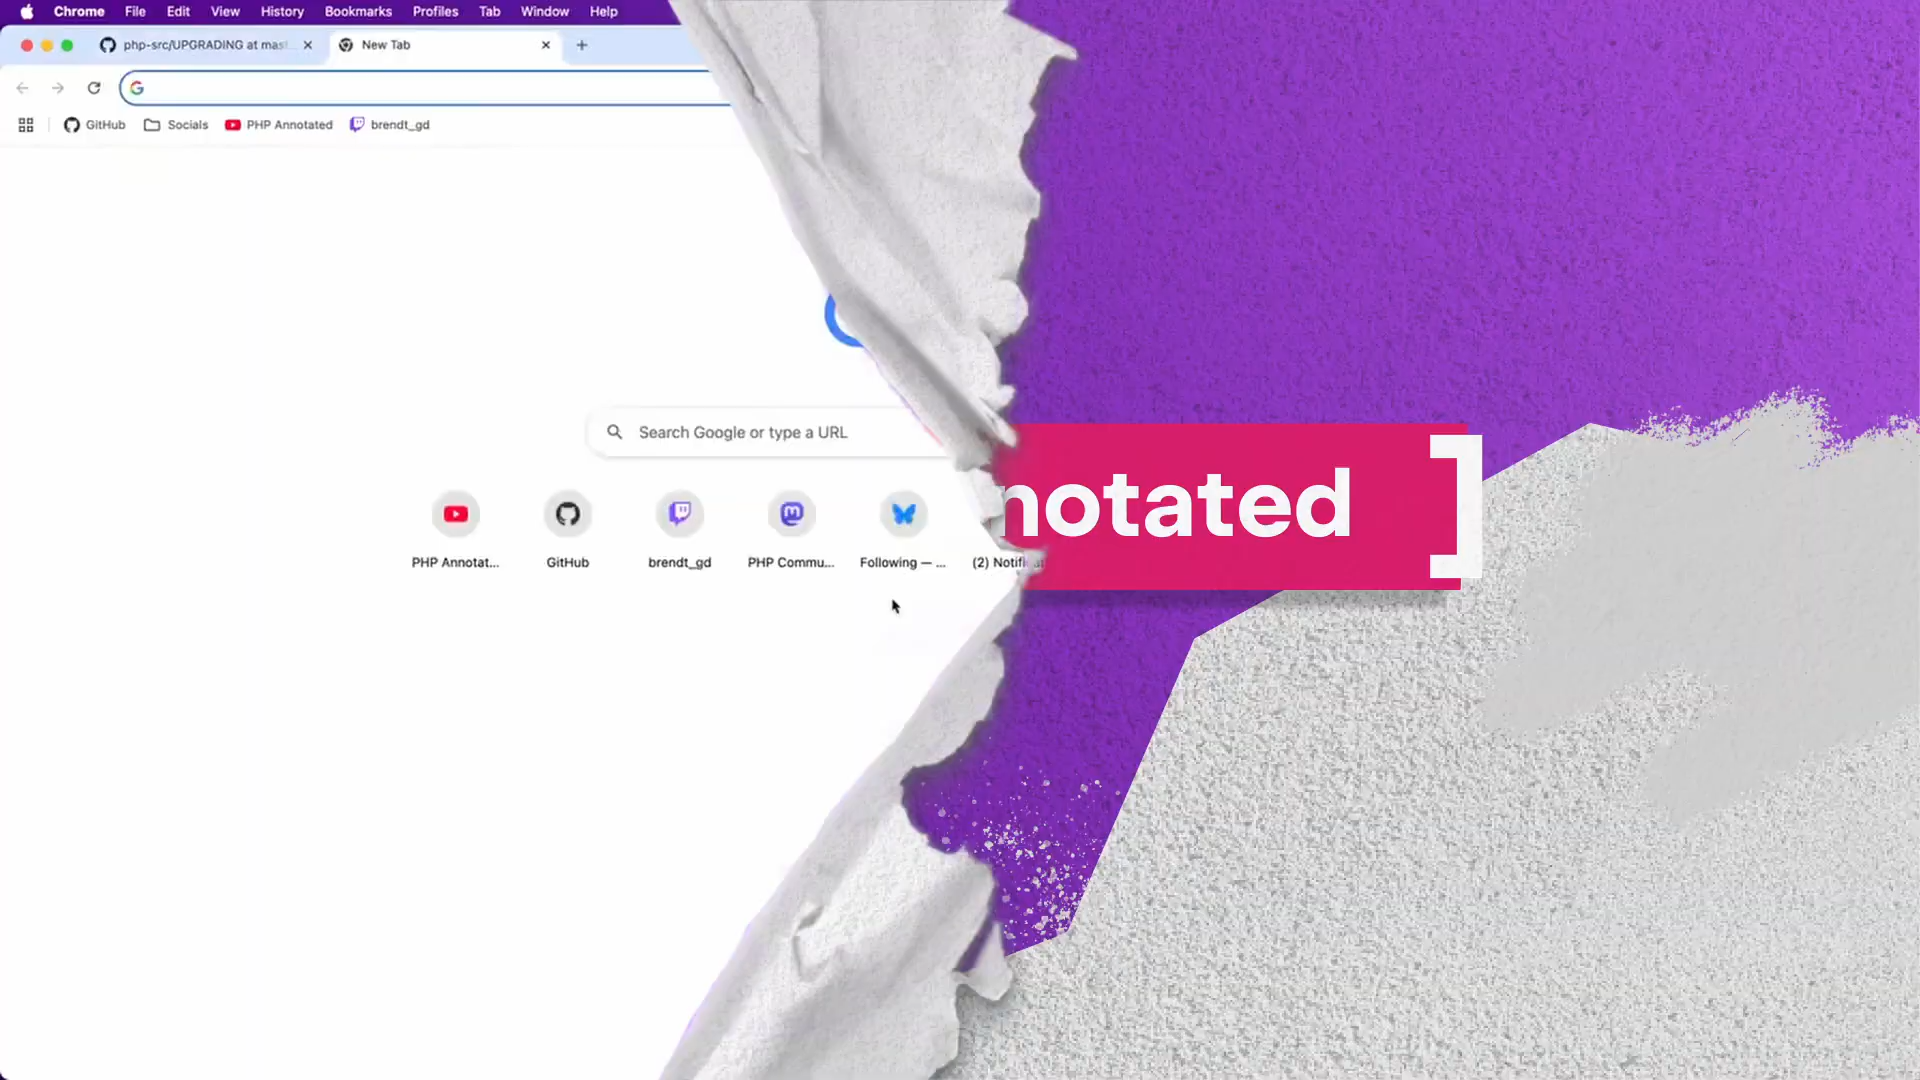 Chrome File Edit View History Bookmarks Profiles Tab Window Help
php-src/UPGRADING at mast
New Tab
GitHub Socials PHP Annotated brendt_gd
Search Google or type a URL
notated ]
PHP Annotat... GitHub brendt_gd PHP Commu... Following — ... (2) Notificat